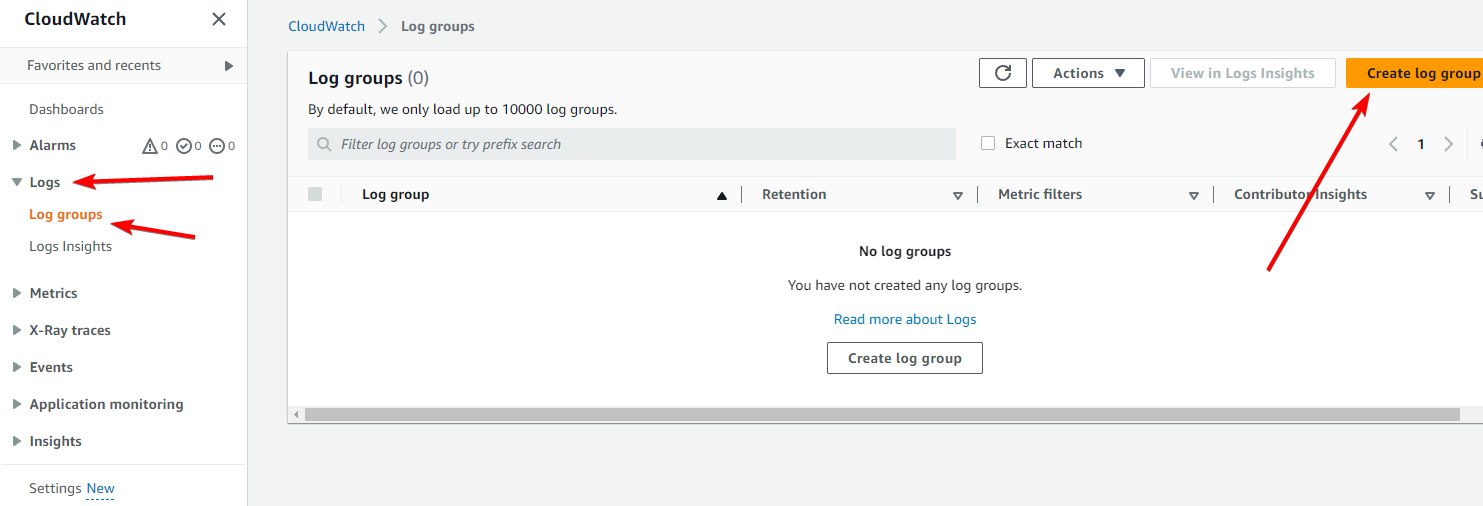 CloudWatch
Favorites and recents
Dashboards
Alarms 0 0 0
Logs
Log groups
Logs Insights
Metrics
X-Ray traces
Events
Application monitoring
Insights
Settings New
CloudWatch Log groups
Log groups (0)
Actions View in Logs Insights Create log group
By default, we only load up to 10000 log groups.
Filter log groups or try prefix search Exact match 1
Log group Retention Metric filters Contributor Insights
No log groups
You have not created any log groups.
Read more about Logs
Create log group